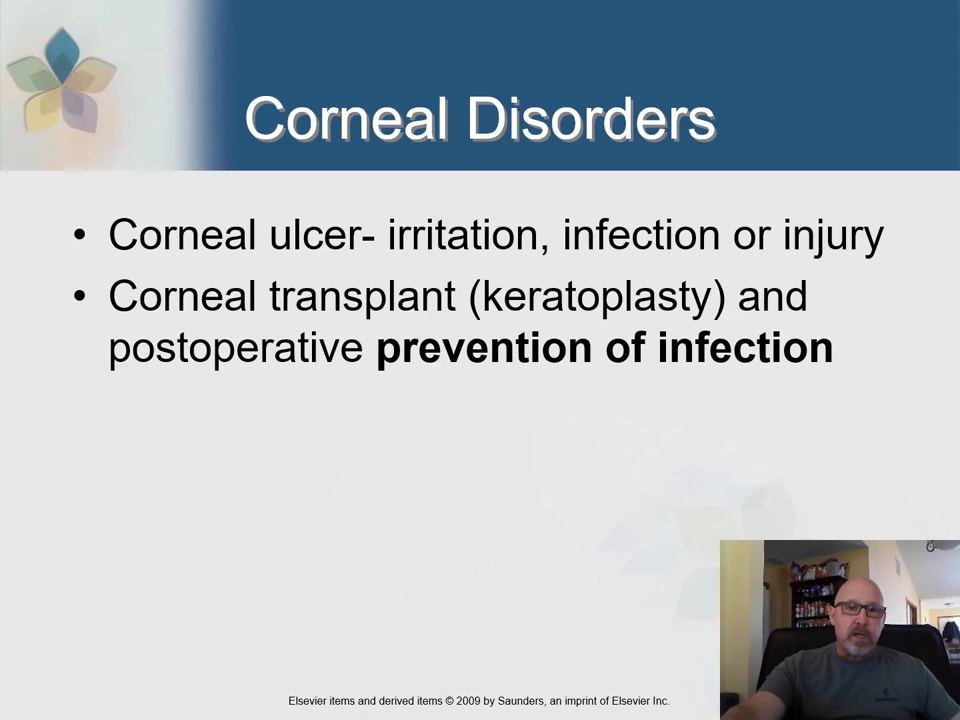 Corneal Disorders
• Corneal ulcer- irritation, infection or injury
• Corneal transplant (keratoplasty) and
postoperative prevention of infection
Elsevier items and derived items © 2009 by Saunders, an imprint of Elsevier Inc.